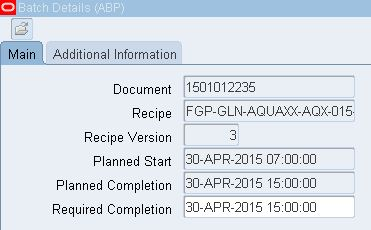 Batch Details (ABP)
Main Additional Information
Document 1501012235
Recipe FGP-GLN-AQUAXX-AQX-015-
Recipe Version 3
Planned Start 30-APR-2015 07:00:00
Planned Completion 30-APR-2015 15:00:00
Required Completion 30-APR-2015 15:00:00